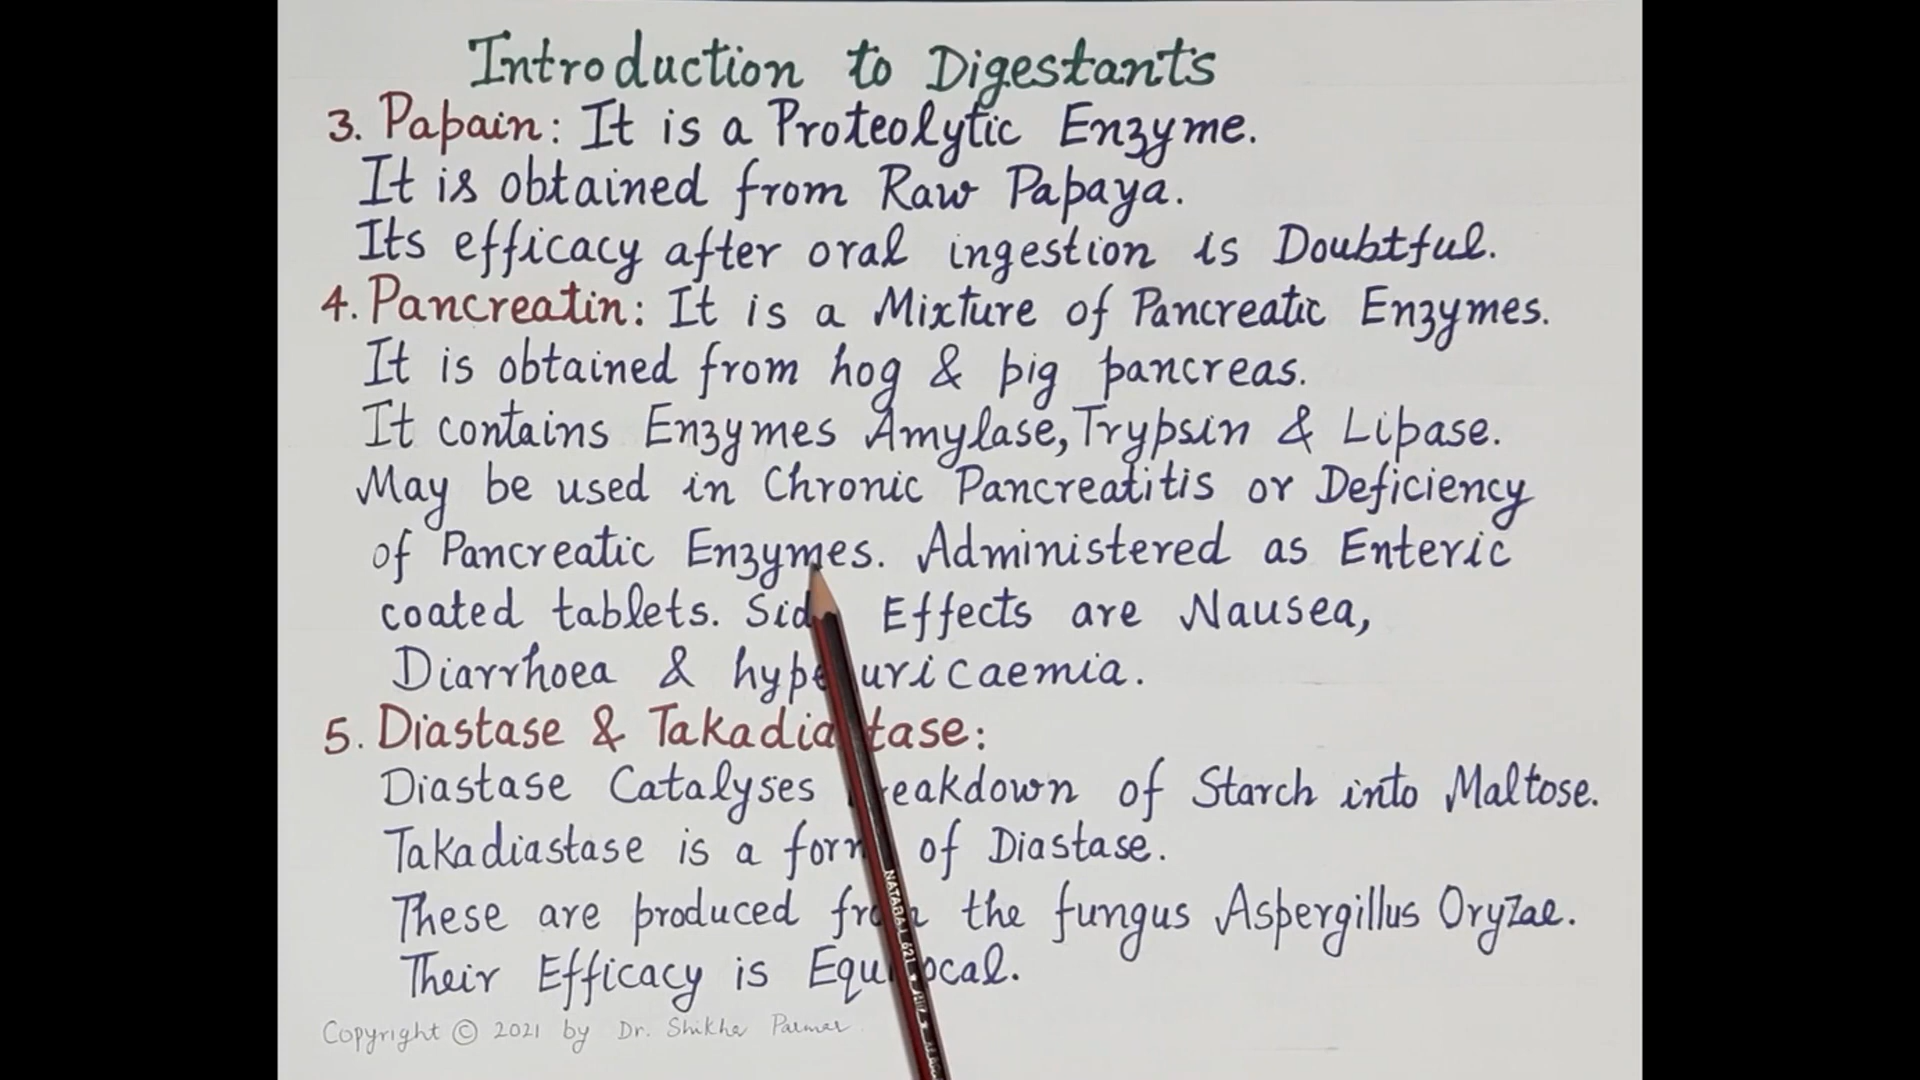 Introduction to Digestants
3. Papain: It is a Proteolytic Enzyme.
It is obtained from Raw Papaya.
Its efficacy after oral ingestion is Doubtful.
4. Pancreatin: It is a Mixture of Pancreatic Enzymes.
It is obtained from hog & pig pancreas.
It contains Enzymes Amylase, Trypsin & Lipase.
May be used in Chronic Pancreatitis or Deficiency
of Pancreatic Enzymes. Administered as Enteric
coated tablets. Side Effects are Nausea,
Diarrhoea & hyperuricaemia.
5. Diastase & Takadiastase:
Diastase Catalyses breakdown of Starch into Maltose.
Takadiastase is a form of Diastase.
These are produced from the fungus Aspergillus Oryzae.
Their Efficacy is Equivocal.
Copyright © 2021 by Dr. Shikha Parmar
NATARAJ 621